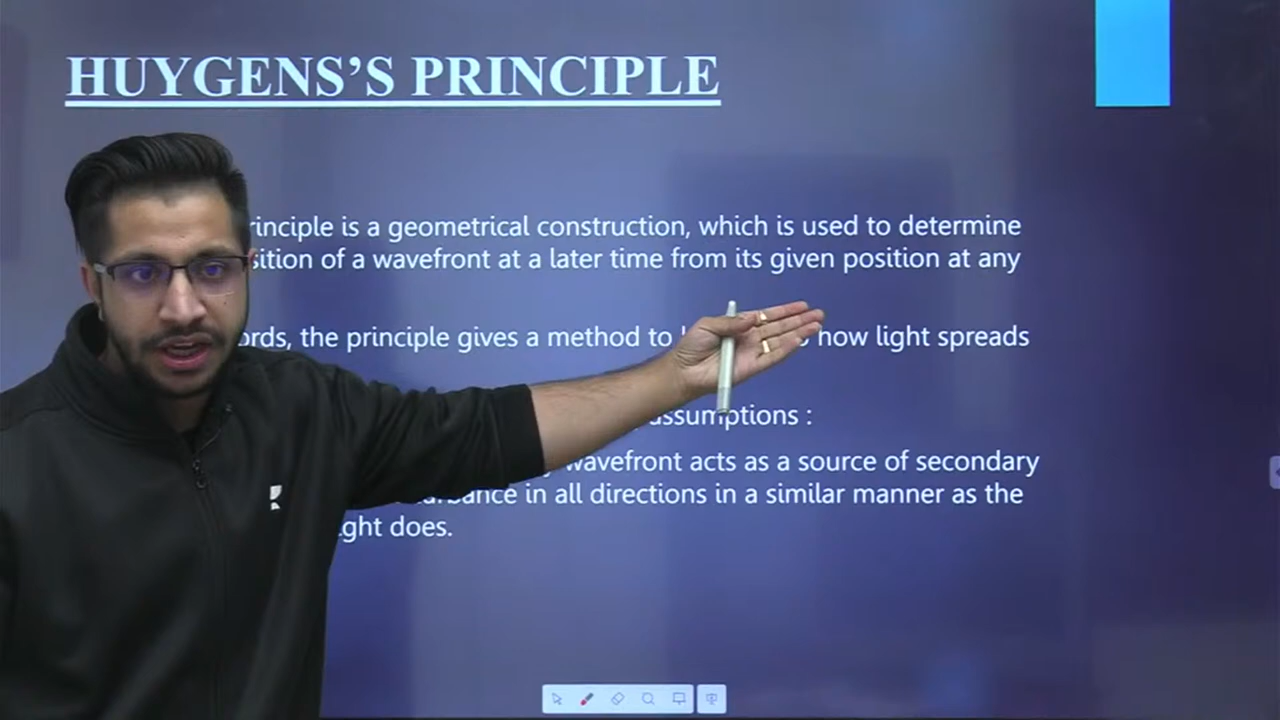 HUYGENS’S PRINCIPLE
rinciple is a geometrical construction, which is used to determine
sition of a wavefront at a later time from its given position at any
ords, the principle gives a method to how light spreads
assumptions :
wavefront acts as a source of secondary
in all directions in a similar manner as the
ght does.